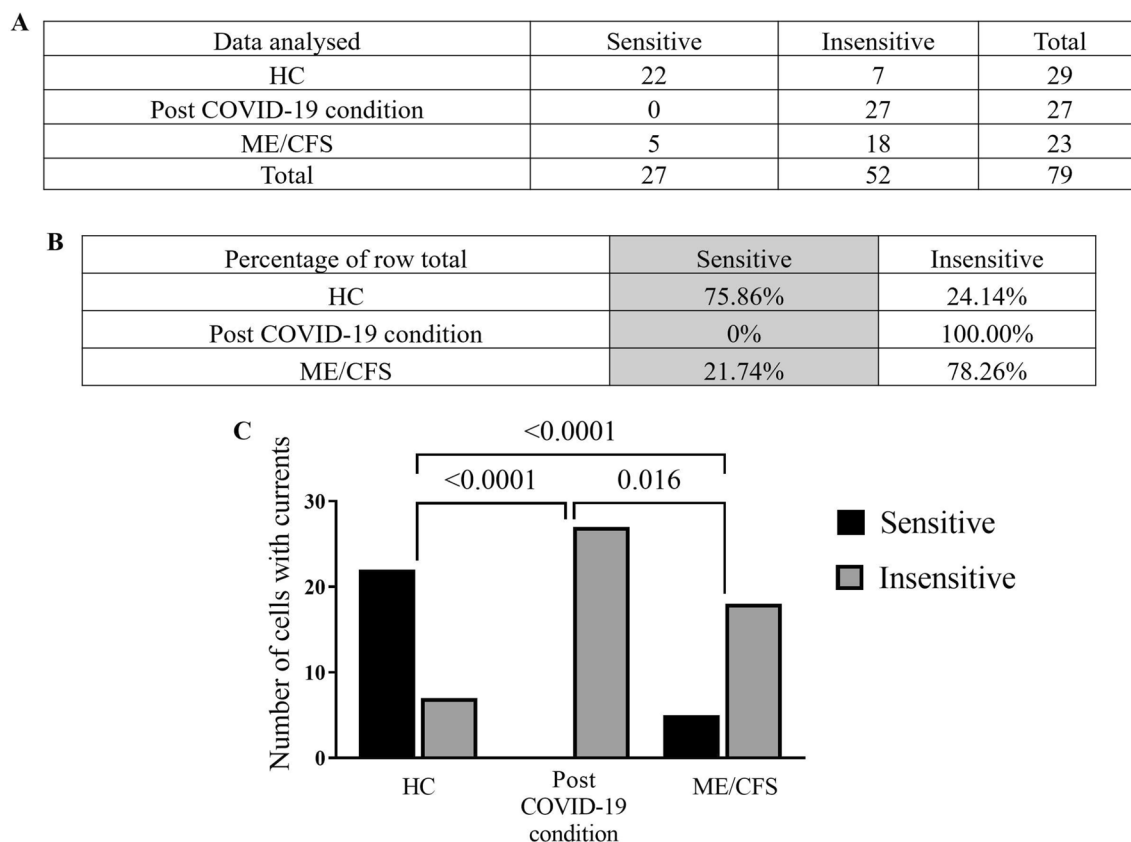 A
Data analysed Sensitive Insensitive Total
HC 22 7 29
Post COVID-19 condition 0 27 27
ME/CFS 5 18 23
Total 27 52 79
B
Percentage of row total Sensitive Insensitive
HC 75.86% 24.14%
Post COVID-19 condition 0% 100.00%
ME/CFS 21.74% 78.26%
C
<0.0001
<0.0001 0.016
Number of cells with currents
30
20
10
0
HC
Post
COVID-19
condition
ME/CFS
Sensitive
Insensitive